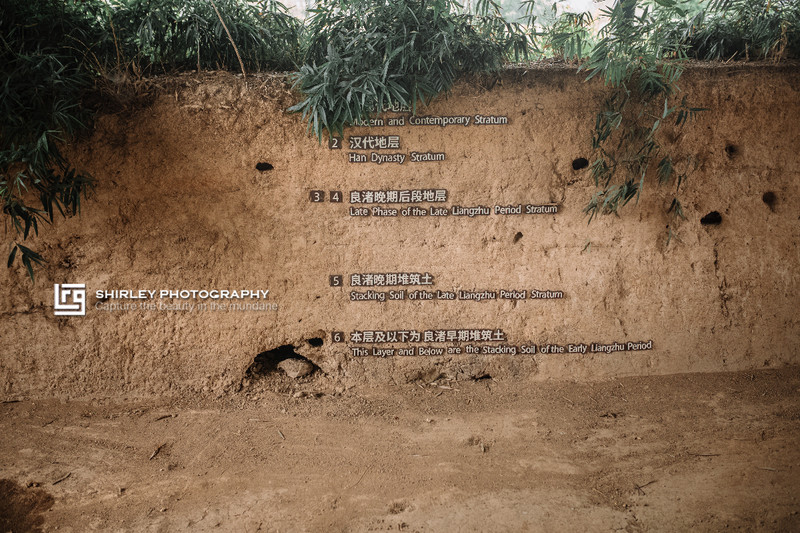 Modern and Contemporary Stratum
2 汉代地层
Han Dynasty Stratum
3 4 良渚晚期后段地层
Late Phase of the Late Liangzhu Period Stratum
5 良渚晚期堆筑土
Stacking Soil of the Late Liangzhu Period Stratum
SHIRLEY PHOTOGRAPHY
Capture the beauty in the mundane
6 本层及以下为良渚早期堆筑土
This Layer and Below are the Stacking Soil of the Early Liangzhu Period